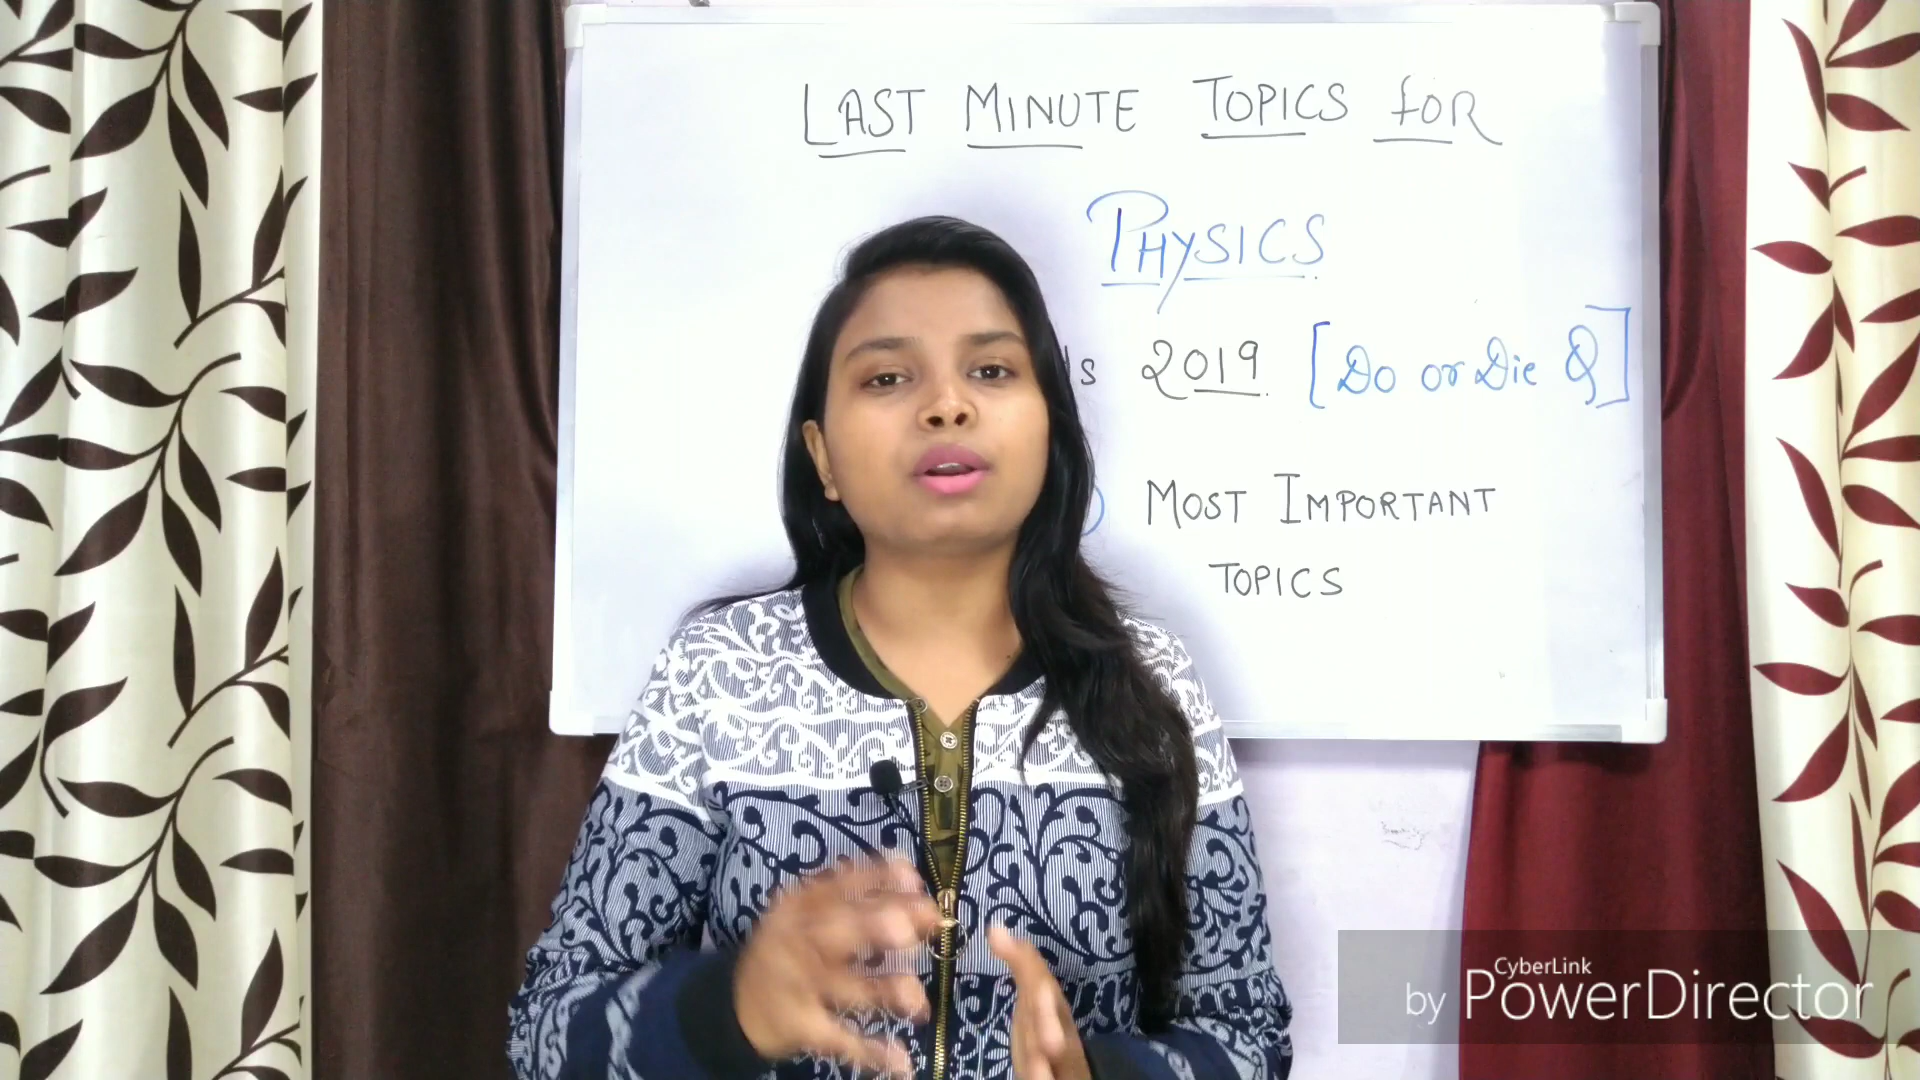 LAST MINUTE TOPICS fOR
PHYSICS
2019 [Do or Die Q]
MOST IMPORTANT
TOPICS
CyberLink
by PowerDirector